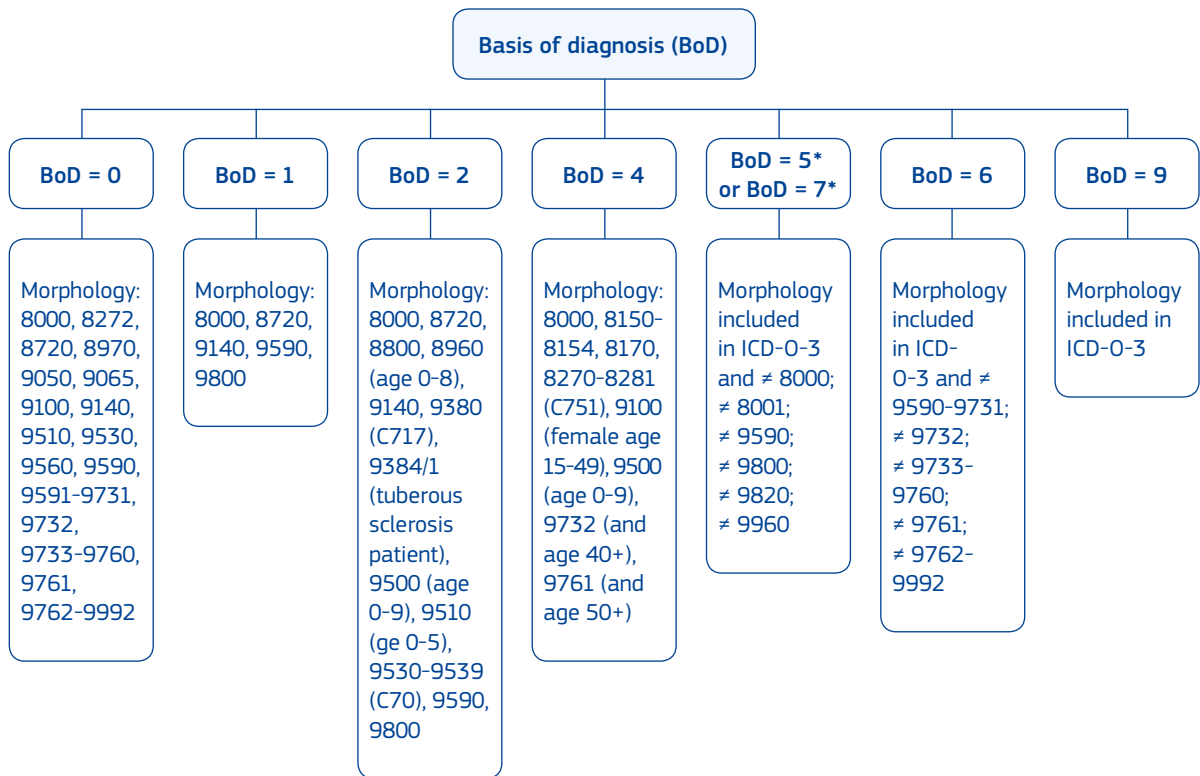 Basis of diagnosis (BoD)
BoD = 0
BoD = 1
BoD = 2
BoD = 4
BoD = 5*
or BoD = 7*
BoD = 6
BoD = 9
Morphology:
8000, 8272,
8720, 8970,
9050, 9065,
9100, 9140,
9510, 9530,
9560, 9590,
9591-9731,
9732,
9733-9760,
9761,
9762-9992
Morphology:
8000, 8720,
9140, 9590,
9800
Morphology:
8000, 8720,
8800, 8960
(age 0-8),
9140, 9380
(C717),
9384/1
(tuberous
sclerosis
patient),
9500 (age
0-9), 9510
(ge 0-5),
9530-9539
(C70), 9590,
9800
Morphology:
8000, 8150-
8154, 8170,
8270-8281
(C751), 9100
(female age
15-49), 9500
(age 0-9),
9732 (and
age 40+),
9761 (and
age 50+)
Morphology
included
in ICD-O-3
and ≠ 8000;
≠ 8001;
≠ 9590;
≠ 9800;
≠ 9820;
≠ 9960
Morphology
included
in ICD-
O-3 and ≠
9590-9731;
≠ 9732;
≠ 9733-
9760;
≠ 9761;
≠ 9762-
9992
Morphology
included in
ICD-O-3